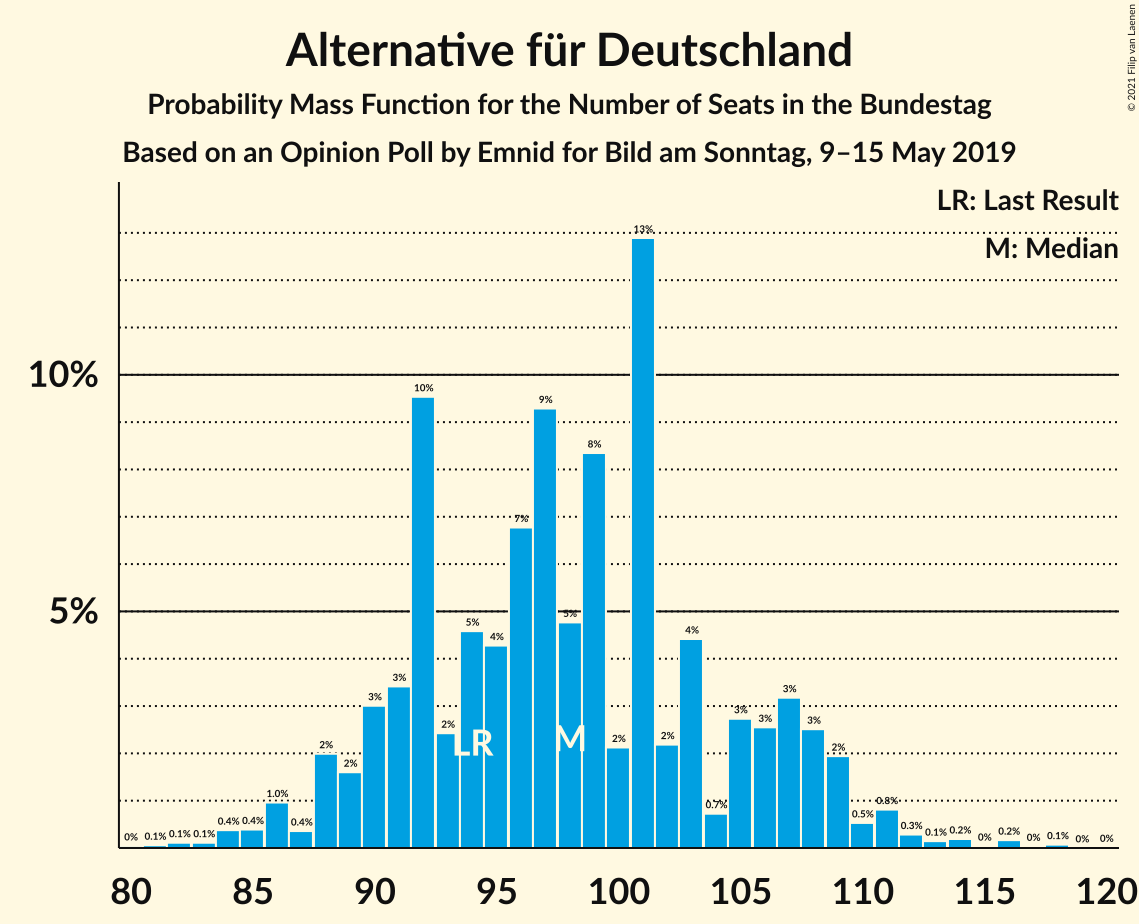 Alternative für Deutschland
Probability Mass Function for the Number of Seats in the Bundestag
Based on an Opinion Poll by Emnid for Bild am Sonntag, 9–15 May 2019
© 2021 Filip van Laenen
LR: Last Result
M: Median
10%
5%
0% 0.1% 0.1% 0.1% 0.4% 0.4% 1.0% 0.4% 2% 2% 3% 3% 10% 2% 5% 4% 7% 9% 5% 8% 2% 13% 2% 4% 0.7% 3% 3% 3% 3% 2% 0.5% 0.8% 0.3% 0.1% 0.2% 0% 0.2% 0% 0.1% 0% 0%
LR M
80 85 90 95 100 105 110 115 120